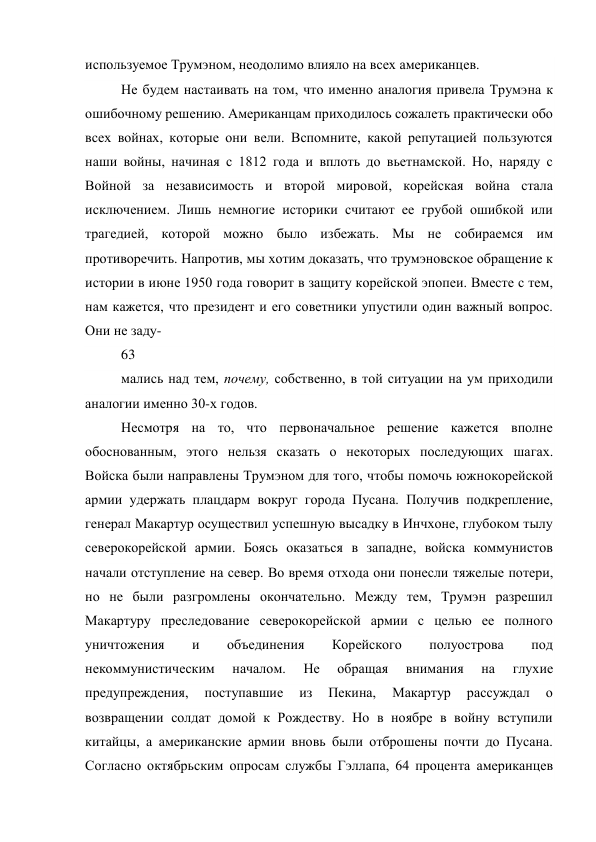 используемое Трумэном, неодолимо влияло на всех американцев.
Не будем настаивать на том, что именно аналогия привела Трумэна к
ошибочному решению. Американцам приходилось сожалеть практически обо
всех войнах, которые они вели. Вспомните, какой репутацией пользуются
наши войны, начиная с 1812 года и вплоть до вьетнамской. Но, наряду с
Войной за независимость и второй мировой, корейская война стала
исключением. Лишь немногие историки считают ее грубой ошибкой или
трагедией, которой можно было избежать. Мы не собираемся им
противоречить. Напротив, мы хотим доказать, что трумэновское обращение к
истории в июне 1950 года говорит в защиту корейской эпопеи. Вместе с тем,
нам кажется, что президент и его советники упустили один важный вопрос.
Они не заду-
63
мались над тем, почему, собственно, в той ситуации на ум приходили
аналогии именно 30-х годов.
Несмотря на то, что первоначальное решение кажется вполне
обоснованным, этого нельзя сказать о некоторых последующих шагах.
Войска были направлены Трумэном для того, чтобы помочь южнокорейской
армии удержать плацдарм вокруг города Пусана. Получив подкрепление,
генерал Макартур осуществил успешную высадку в Инчхоне, глубоком тылу
северокорейской армии. Боясь оказаться в западне, войска коммунистов
начали отступление на север. Во время отхода они понесли тяжелые потери,
но не были разгромлены окончательно. Между тем, Трумэн разрешил
Макартуру преследование северокорейской армии с целью ее полного
уничтожения и объединения Корейского полуострова под
некоммунистическим началом. Не обращая внимания на глухие
предупреждения, поступавшие из Пекина, Макартур рассуждал о
возвращении солдат домой к Рождеству. Но в ноябре в войну вступили
китайцы, а американские армии вновь были отброшены почти до Пусана.
Согласно октябрьским опросам службы Гэллапа, 64 процента американцев